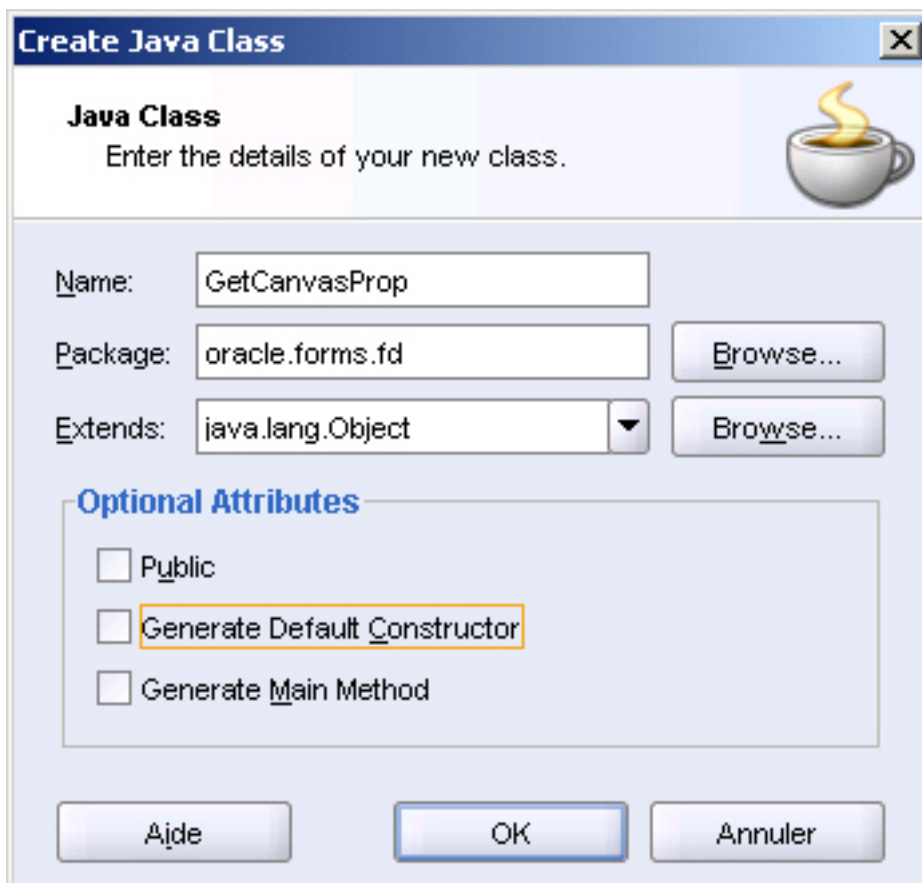 Create Java Class
Java Class
Enter the details of your new class.
Name: GetCanvasProp
Package: oracle.forms.fd Browse...
Extends: java.lang.Object Browse...
Optional Attributes
Public
Generate Default Constructor
Generate Main Method
Aide OK Annuler